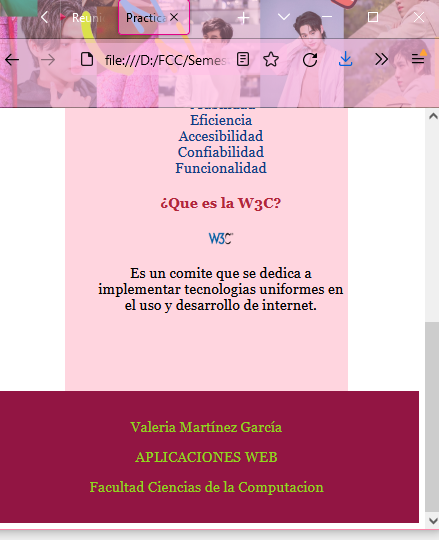 Reuni
Practica
file:///D:/FCC/Semes
Eficiencia
Accesibilidad
Confiabilidad
Funcionalidad
¿Que es la W3C?
W3C
Es un comite que se dedica a
implementar tecnologias uniformes en
el uso y desarrollo de internet.
Valeria Martínez García
APLICACIONES WEB
Facultad Ciencias de la Computacion